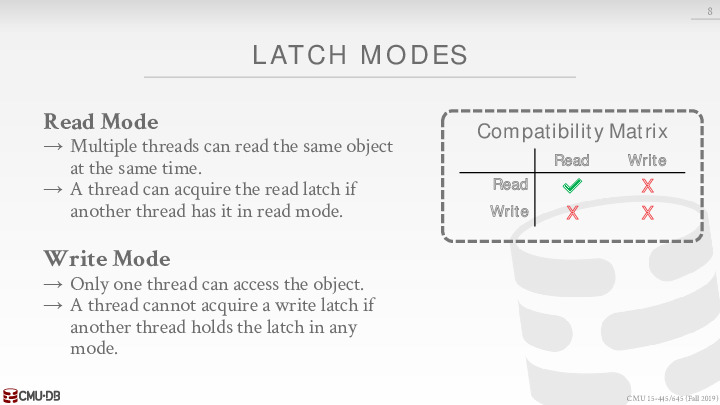 8
LATCH MODES
Read Mode
→ Multiple threads can read the same object
at the same time.
→ A thread can acquire the read latch if
another thread has it in read mode.
Write Mode
→ Only one thread can access the object.
→ A thread cannot acquire a write latch if
another thread holds the latch in any
mode.
Compatibility Matrix
Read Write
Read ✓ X
Write X X
CMU·DB
CMU 15-445/645 (Fall 2019)